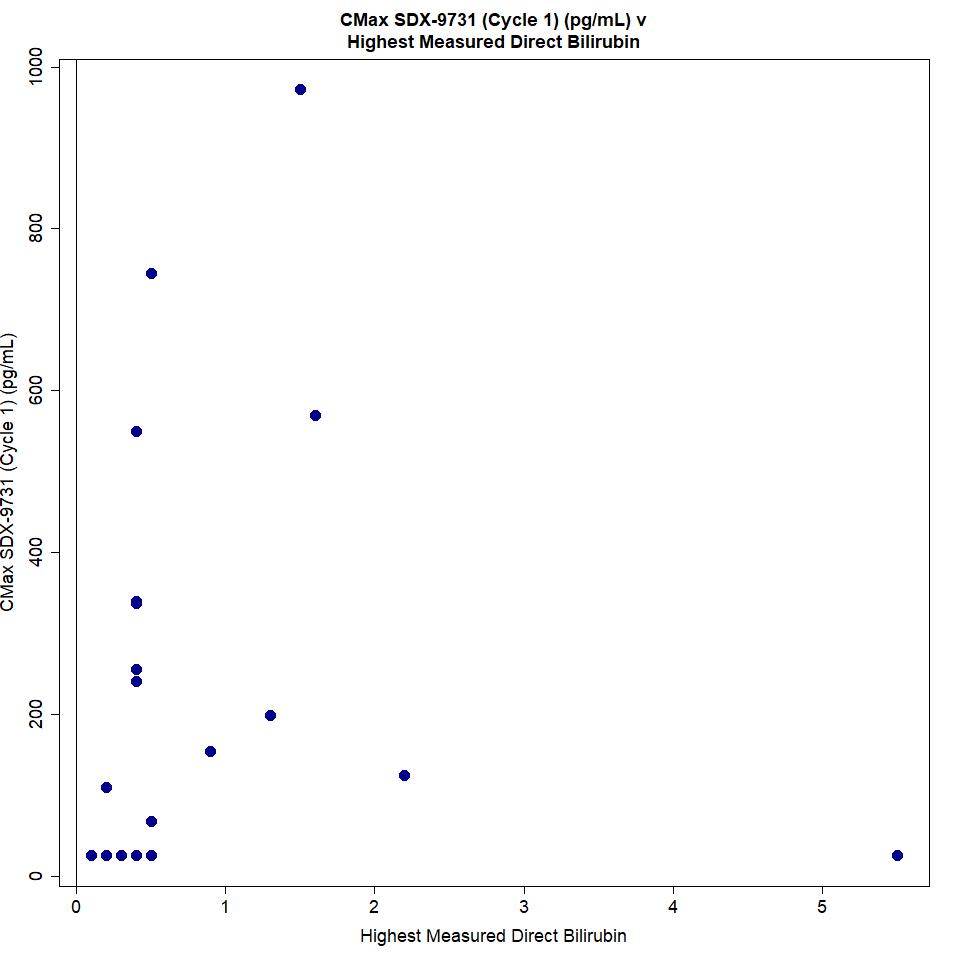 CMax SDX-9731 (Cycle 1) (pg/mL) v
Highest Measured Direct Bilirubin
CMax SDX-9731 (Cycle 1) (pg/mL)
1000
800
600
400
200
0
0 1 2 3 4 5
Highest Measured Direct Bilirubin